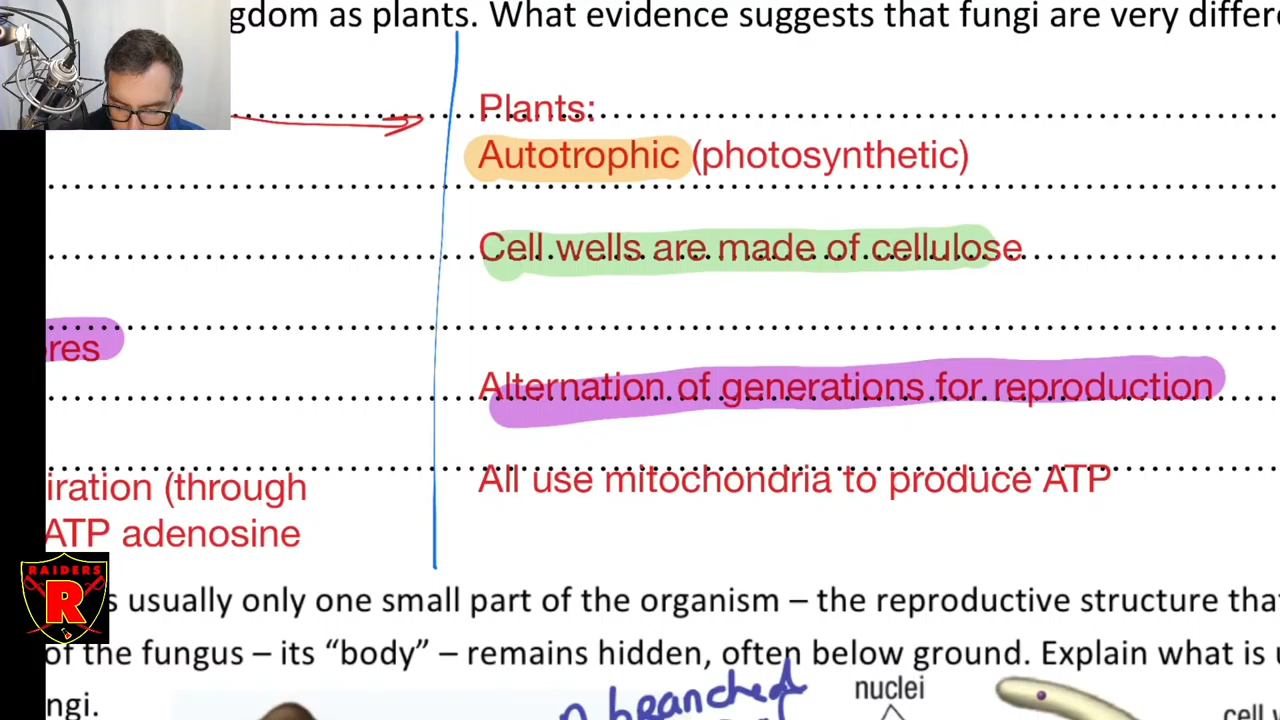 gdom as plants. What evidence suggests that fungi are very differe
Plants:
Autotrophic (photosynthetic)
Cell wells are made of cellulose
res
Alternation of generations for reproduction
iration (through
All use mitochondria to produce ATP
ATP adenosine
RAIDERS
R
s usually only one small part of the organism – the reproductive structure tha
of the fungus – its “body” – remains hidden, often below ground. Explain what is u
ngi.
branched
nuclei
cell